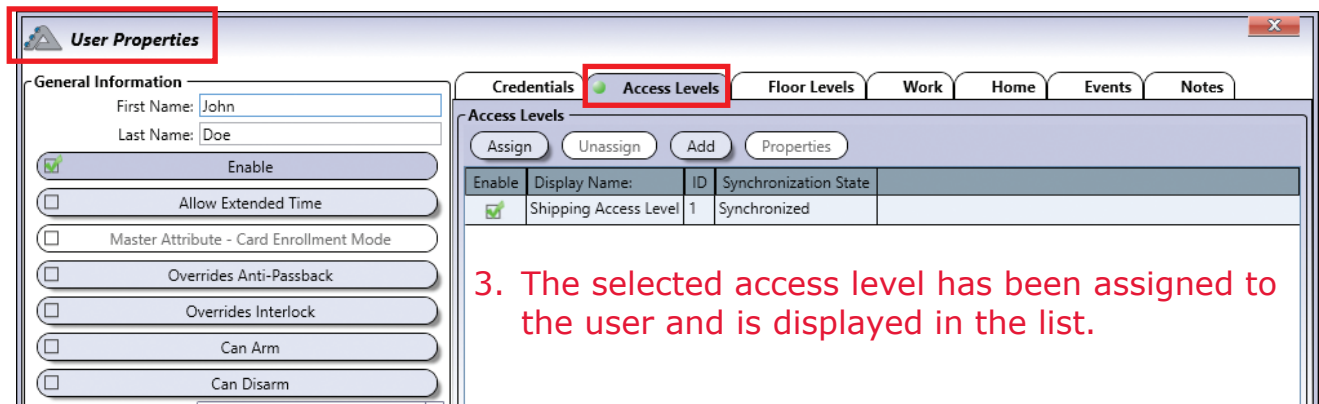 User Properties
X
General Information
First Name: John
Last Name: Doe
Enable
Allow Extended Time
Master Attribute - Card Enrollment Mode
Overrides Anti-Passback
Overrides Interlock
Can Arm
Can Disarm
Credentials Access Levels Floor Levels Work Home Events Notes
Access Levels
Assign Unassign Add Properties
Enable Display Name: ID Synchronization State
Shipping Access Level 1 Synchronized
3. The selected access level has been assigned to
the user and is displayed in the list.